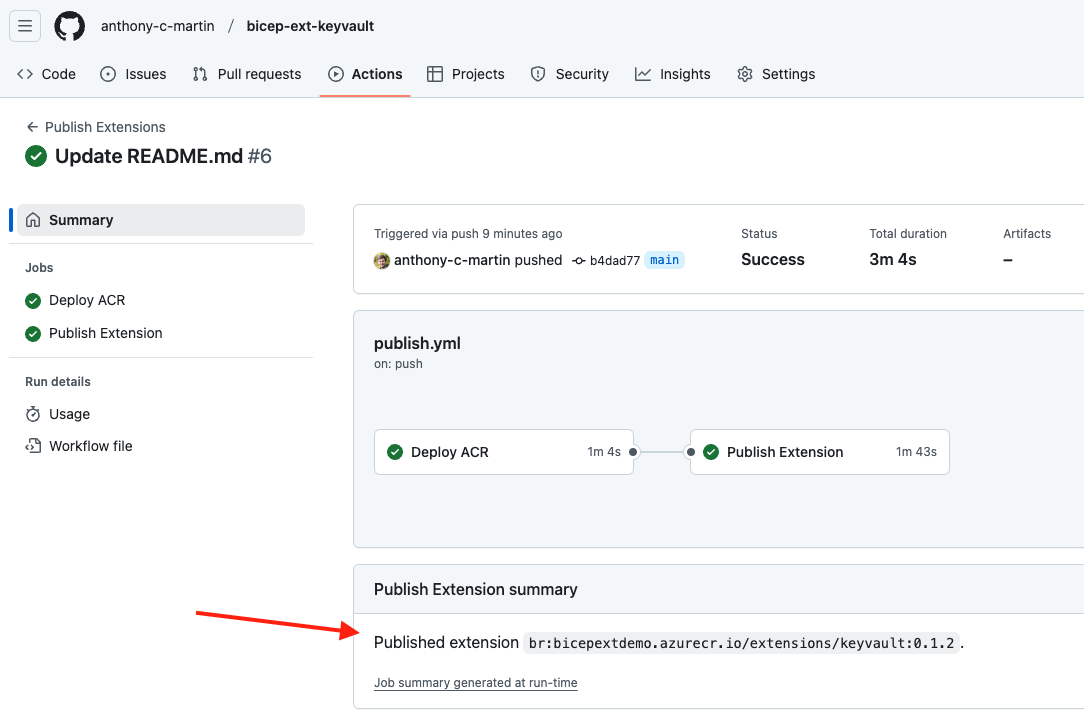 anthony-c-martin / bicep-ext-keyvault
Code Issues Pull requests Actions Projects Security Insights Settings
← Publish Extensions
Update README.md #6
Summary
Jobs
Deploy ACR
Publish Extension
Run details
Usage
Workflow file
Triggered via push 9 minutes ago
anthony-c-martin pushed b4dad77 main
Status
Success
Total duration
3m 4s
Artifacts
–
publish.yml
on: push
Deploy ACR 1m 4s
Publish Extension 1m 43s
Publish Extension summary
Published extension br:bicepextdemo.azurecr.io/extensions/keyvault:0.1.2 .
Job summary generated at run-time